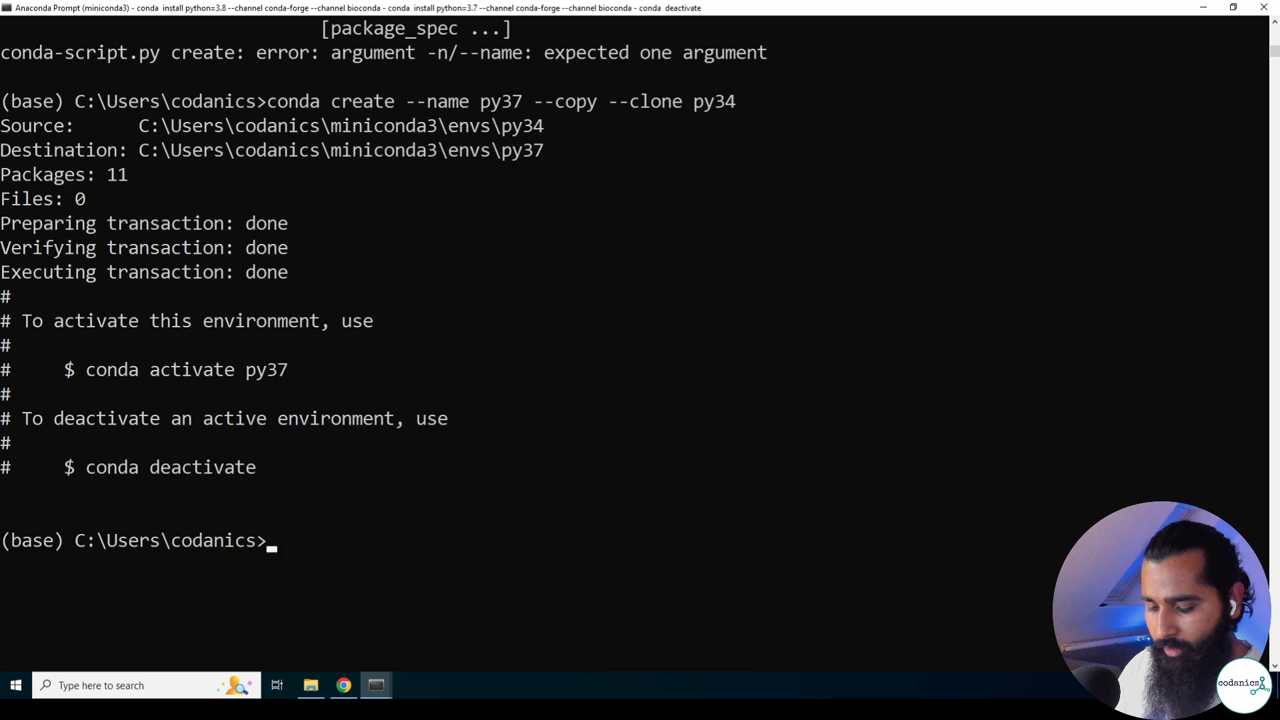 Anaconda Prompt (miniconda3) - conda install python=3.8 --channel conda-forge --channel bioconda - conda install python=3.7 --channel conda-forge --channel bioconda - conda deactivate
[package_spec ...]
conda-script.py create: error: argument -n/--name: expected one argument
(base) C:\Users\codanics>conda create --name py37 --copy --clone py34
Source:      C:\Users\codanics\miniconda3\envs\py34
Destination: C:\Users\codanics\miniconda3\envs\py37
Packages: 11
Files: 0
Preparing transaction: done
Verifying transaction: done
Executing transaction: done
#
# To activate this environment, use
#
#     $ conda activate py37
#
# To deactivate an active environment, use
#
#     $ conda deactivate
(base) C:\Users\codanics>
Type here to search
codanics